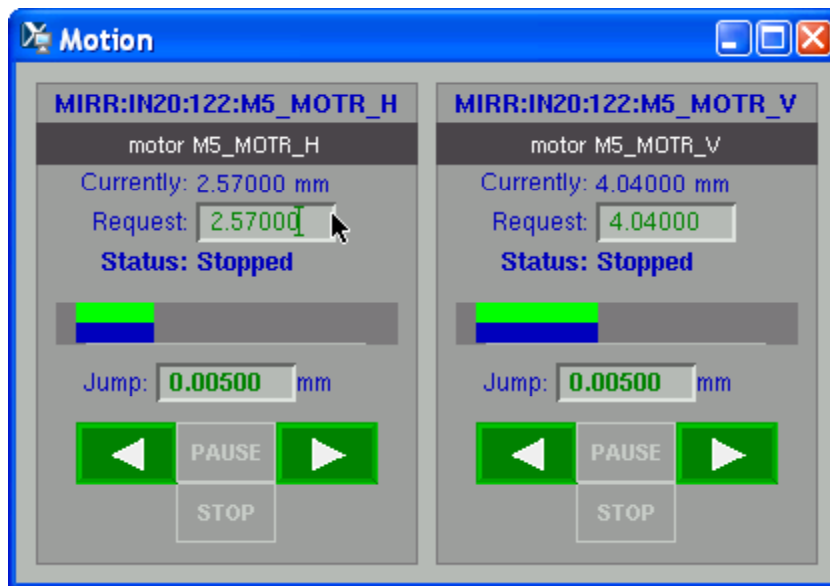 Motion
MIRR:IN20:122:M5_MOTR_H
motor M5_MOTR_H
Currently: 2.57000 mm
Request: 2.57000
Status: Stopped
Jump: 0.00500 mm
PAUSE
STOP
MIRR:IN20:122:M5_MOTR_V
motor M5_MOTR_V
Currently: 4.04000 mm
Request: 4.04000
Status: Stopped
Jump: 0.00500 mm
PAUSE
STOP